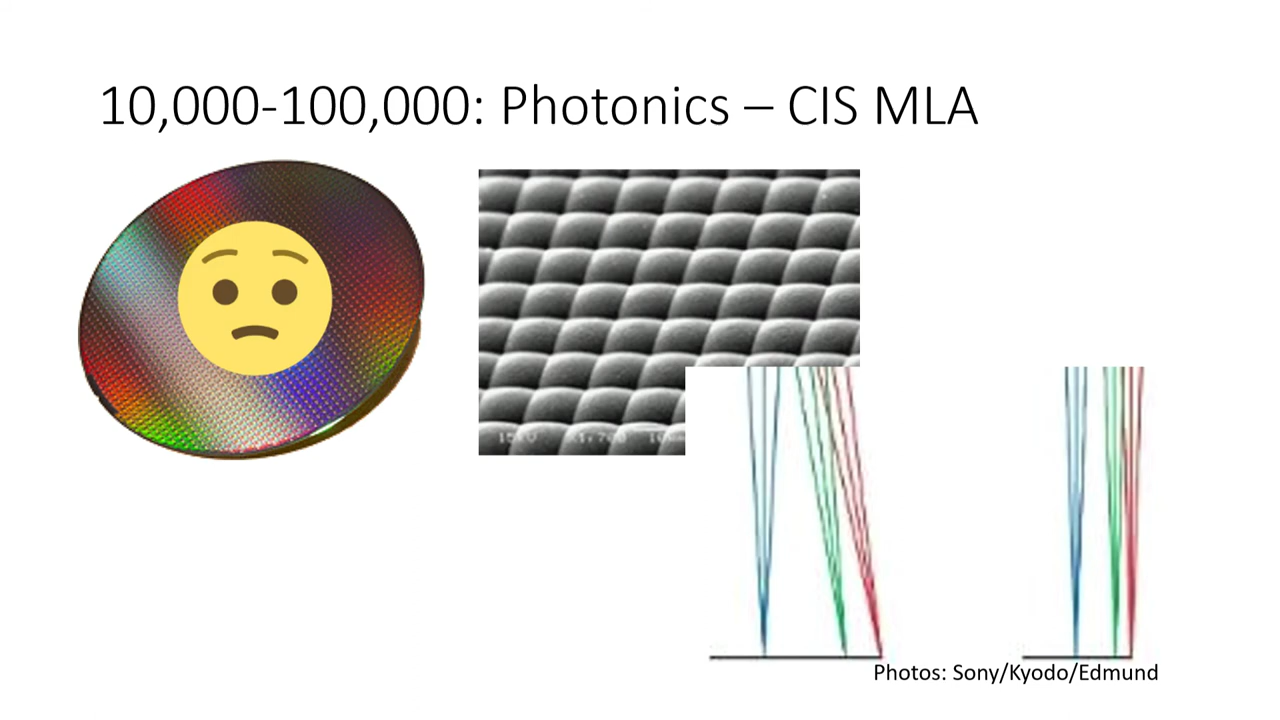 10,000-100,000: Photonics – CIS MLA
Photos: Sony/Kyodo/Edmund